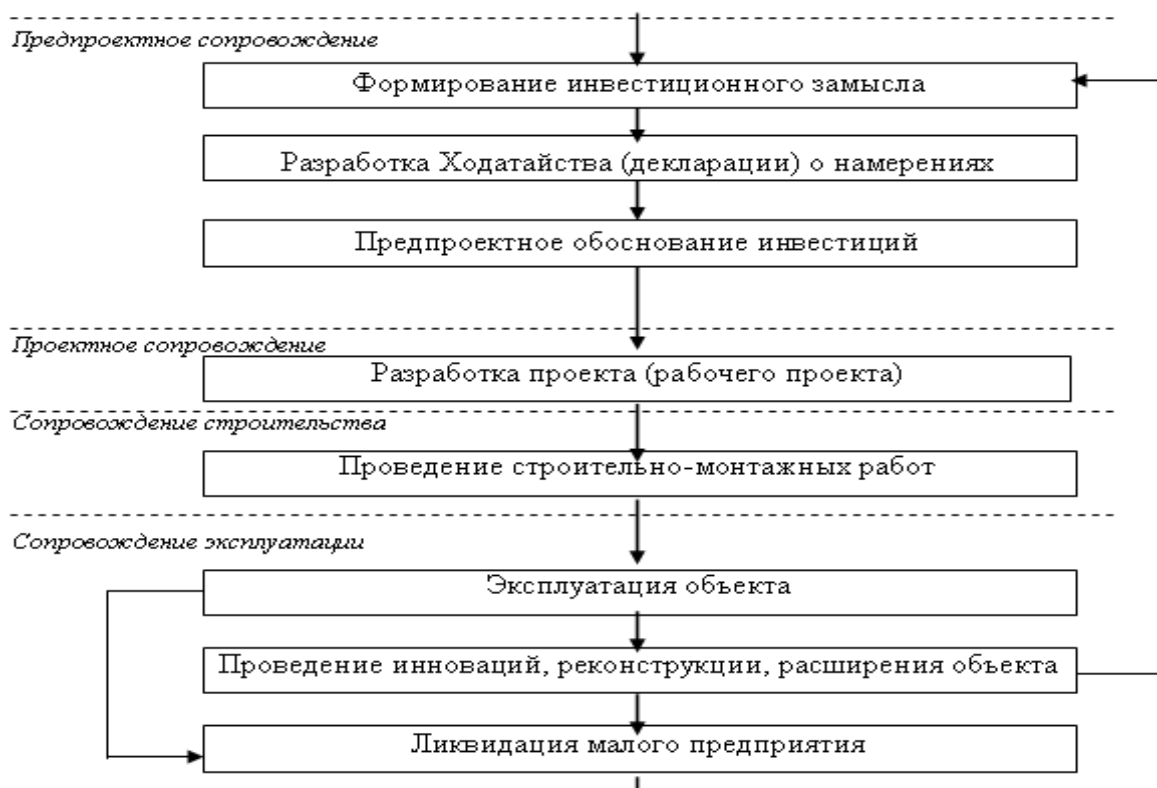 Предпроектное сопровождение
Формирование инвестиционного замысла
Разработка Ходатайства (декларации) о намерениях
Предпроектное обоснование инвестиций
Проектное сопровождение
Разработка проекта (рабочего проекта)
Сопровождение строительства
Проведение строительно-монтажных работ
Сопровождение эксплуатации
Эксплуатация объекта
Проведение инноваций, реконструкции, расширения объекта
Ликвидация малого предприятия